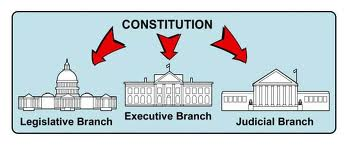 CONSTITUTION
Legislative Branch
Executive Branch
Judicial Branch